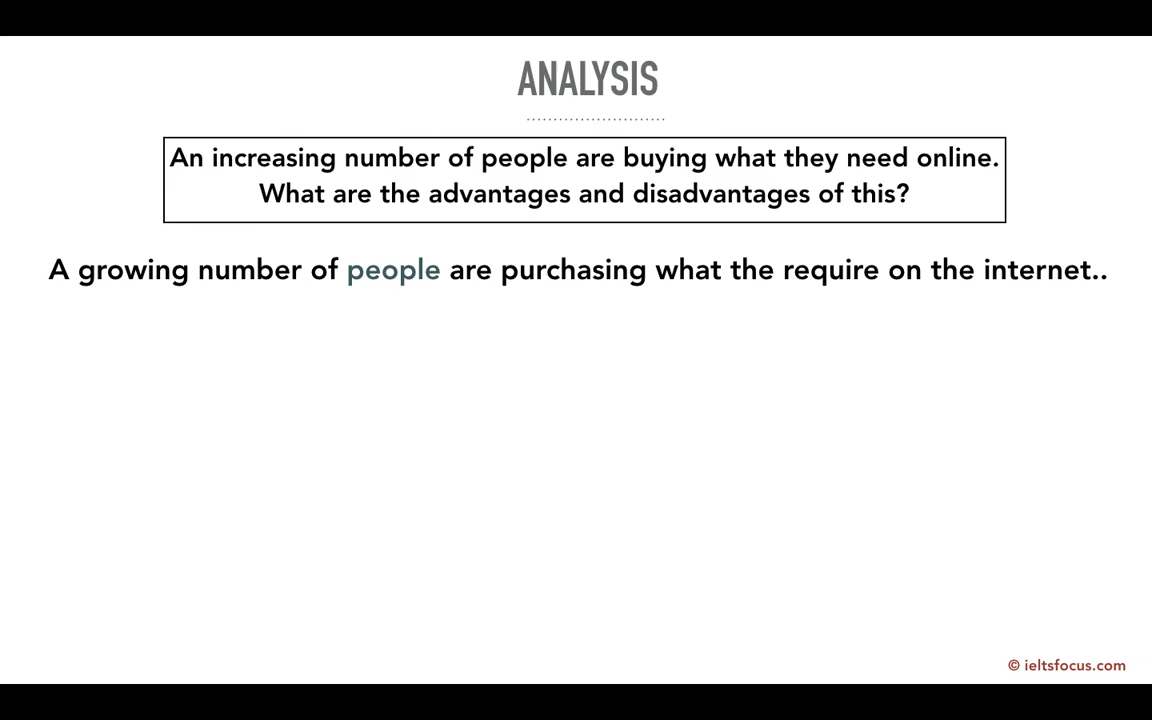 ANALYSIS
An increasing number of people are buying what they need online.
What are the advantages and disadvantages of this?
A growing number of people are purchasing what the require on the internet..
© ieltsfocus.com